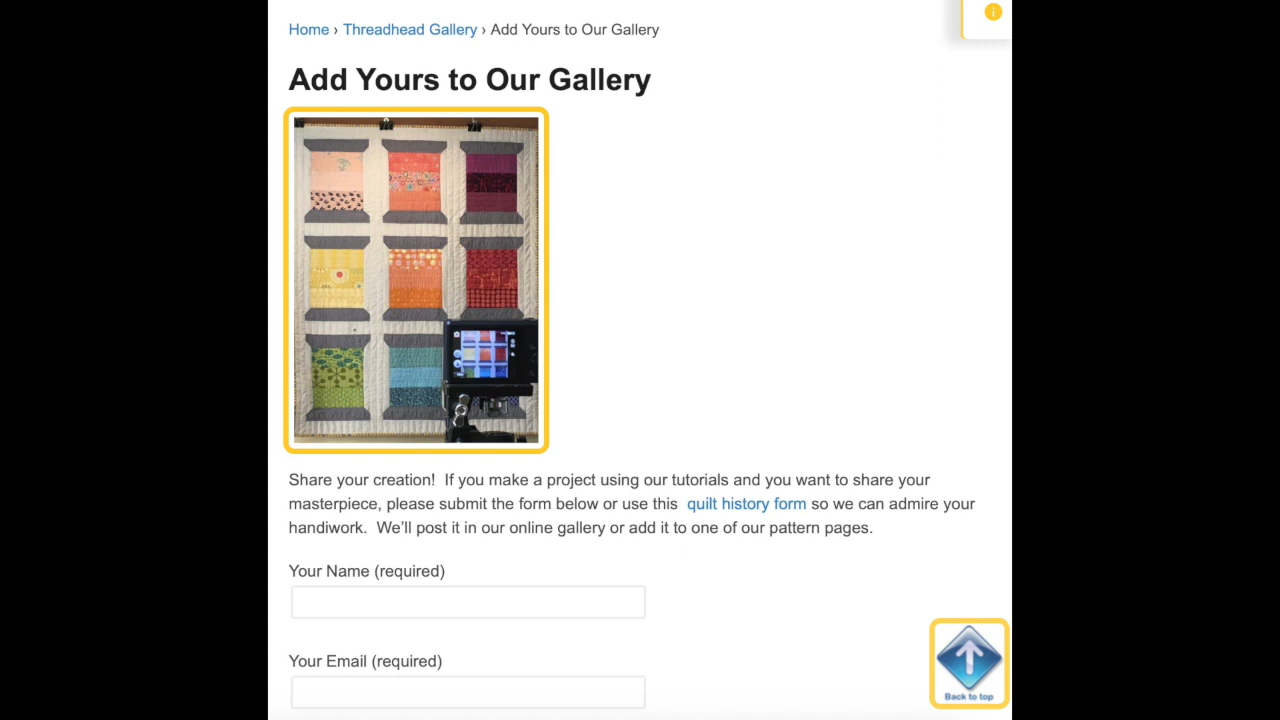 Home › Threadhead Gallery › Add Yours to Our Gallery
Add Yours to Our Gallery
Share your creation!  If you make a project using our tutorials and you want to share your
masterpiece, please submit the form below or use this  quilt history form so we can admire your
handiwork.  We’ll post it in our online gallery or add it to one of our pattern pages.
Your Name (required)
Your Email (required)
Back to top